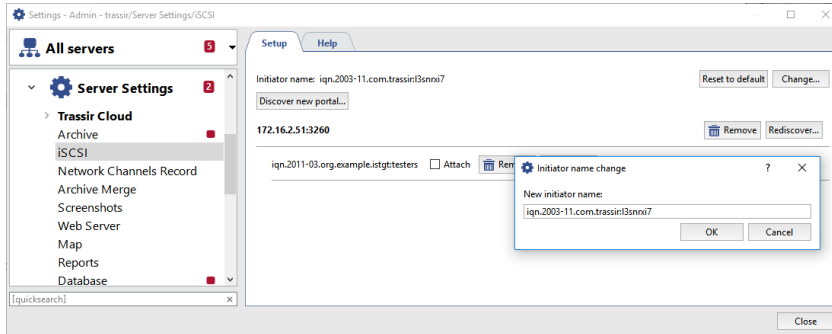 Settings - Admin - trassir/Server Settings/iSCSI
All servers 5
Server Settings 2
Trassir Cloud
Archive
iSCSI
Network Channels Record
Archive Merge
Screenshots
Web Server
Map
Reports
Database
[quicksearch]
Setup Help
Initiator name: iqn.2003-11.com.trassir:l3snrxi7 Reset to default Change...
Discover new portal...
172.16.2.51:3260 Remove Rediscover...
iqn.2011-03.org.example.istgt:testers Attach Rem
Initiator name change ?
New initiator name:
iqn.2003-11.com.trassir:l3snrxi7
OK Cancel
Close